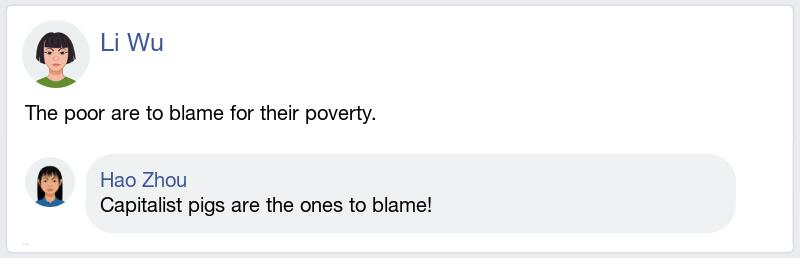 Li Wu
The poor are to blame for their poverty.
Hao Zhou
Capitalist pigs are the ones to blame!